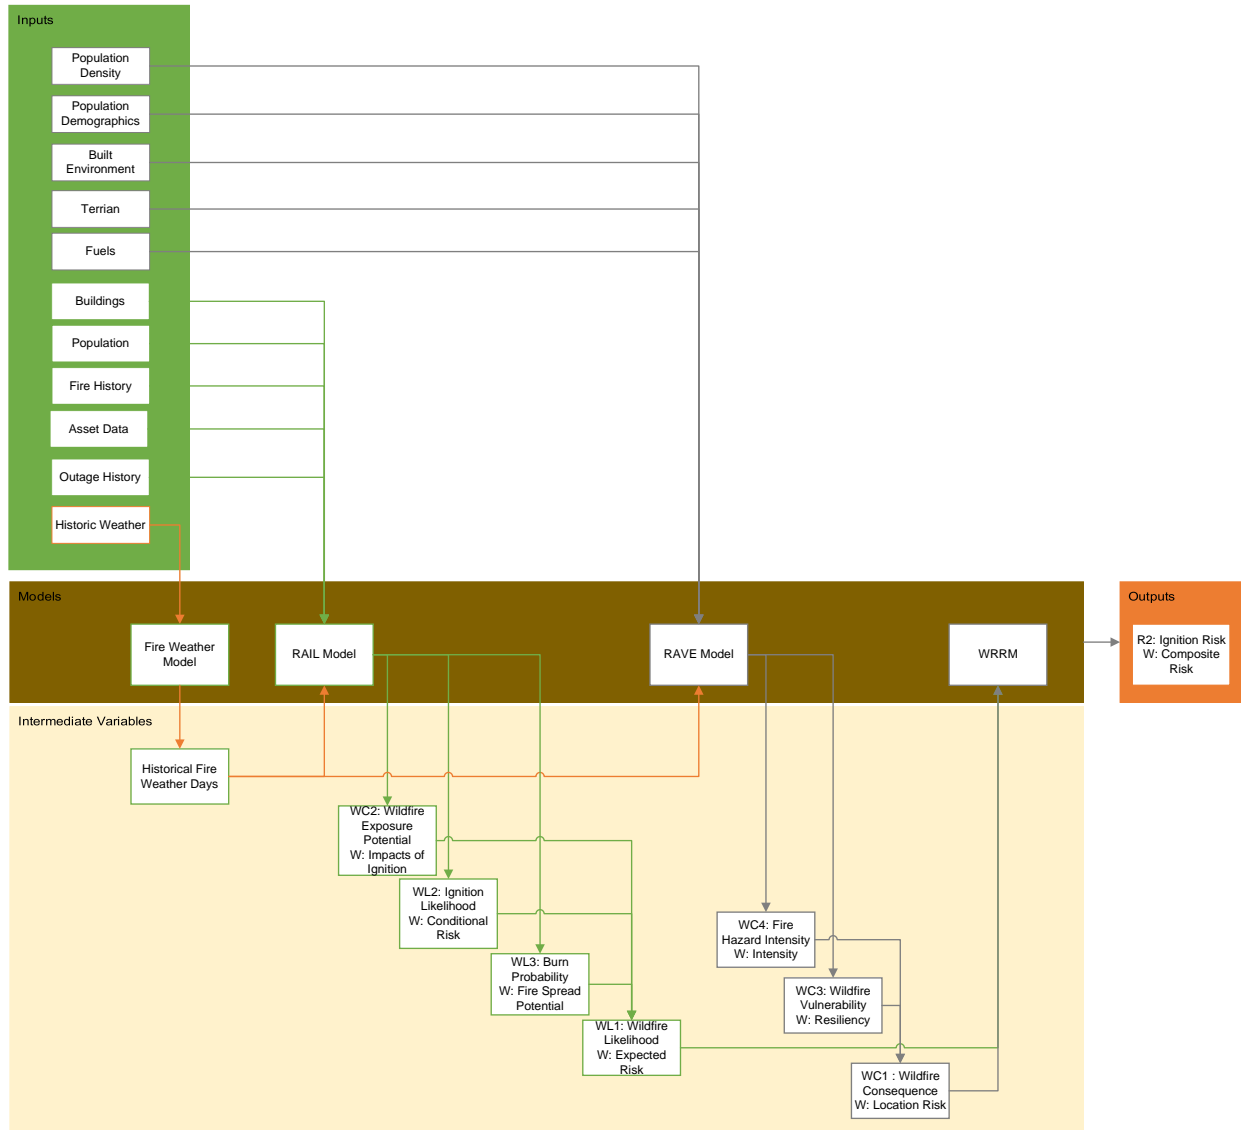 Inputs
Population
Density
Population
Demographics
Built
Environment
Terrian
Fuels
Buildings
Population
Fire History
Asset Data
Outage History
Historic Weather
Models
Fire Weather
Model
RAIL Model
RAVE Model
WRRM
Outputs
R2: Ignition Risk
W: Composite
Risk
Intermediate Variables
Historical Fire
Weather Days
WC2: Wildfire
Exposure
Potential
W: Impacts of
Ignition
WL2: Ignition
Likelihood
W: Conditional
Risk
WL3: Burn
Probability
W: Fire Spread
Potential
WL1: Wildfire
Likelihood
W: Expected
Risk
WC4: Fire
Hazard Intensity
W: Intensity
WC3: Wildfire
Vulnerability
W: Resiliency
WC1 : Wildfire
Consequence
W: Location Risk